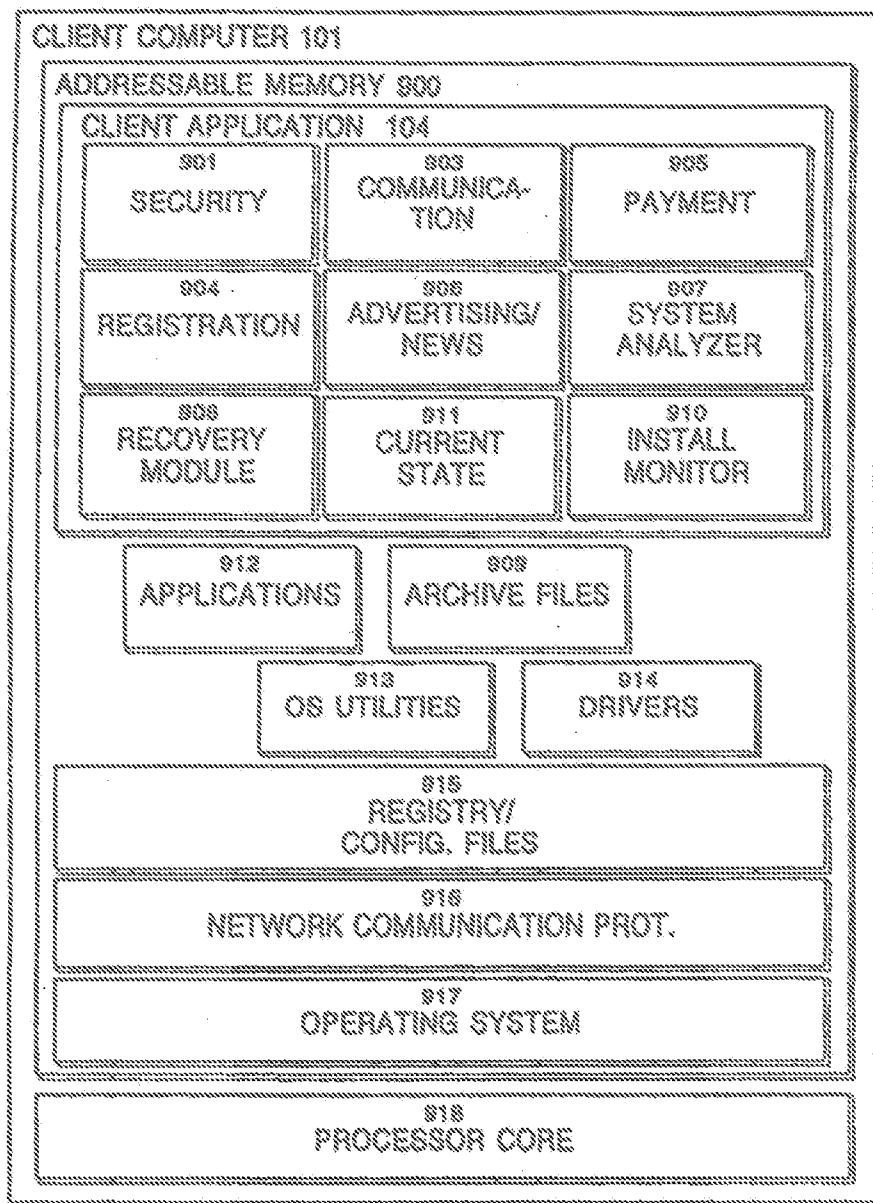 CLIENT COMPUTER 101
ADDRESSABLE MEMORY 900
CLIENT APPLICATION 104
901
SECURITY
903
COMMUNICA-
TION
905
PAYMENT
904
REGISTRATION
906
ADVERTISING/
NEWS
907
SYSTEM
ANALYZER
908
RECOVERY
MODULE
911
CURRENT
STATE
910
INSTALL
MONITOR
912
APPLICATIONS
909
ARCHIVE FILES
913
OS UTILITIES
914
DRIVERS
915
REGISTRY/
CONFIG. FILES
916
NETWORK COMMUNICATION PROT.
917
OPERATING SYSTEM
918
PROCESSOR CORE